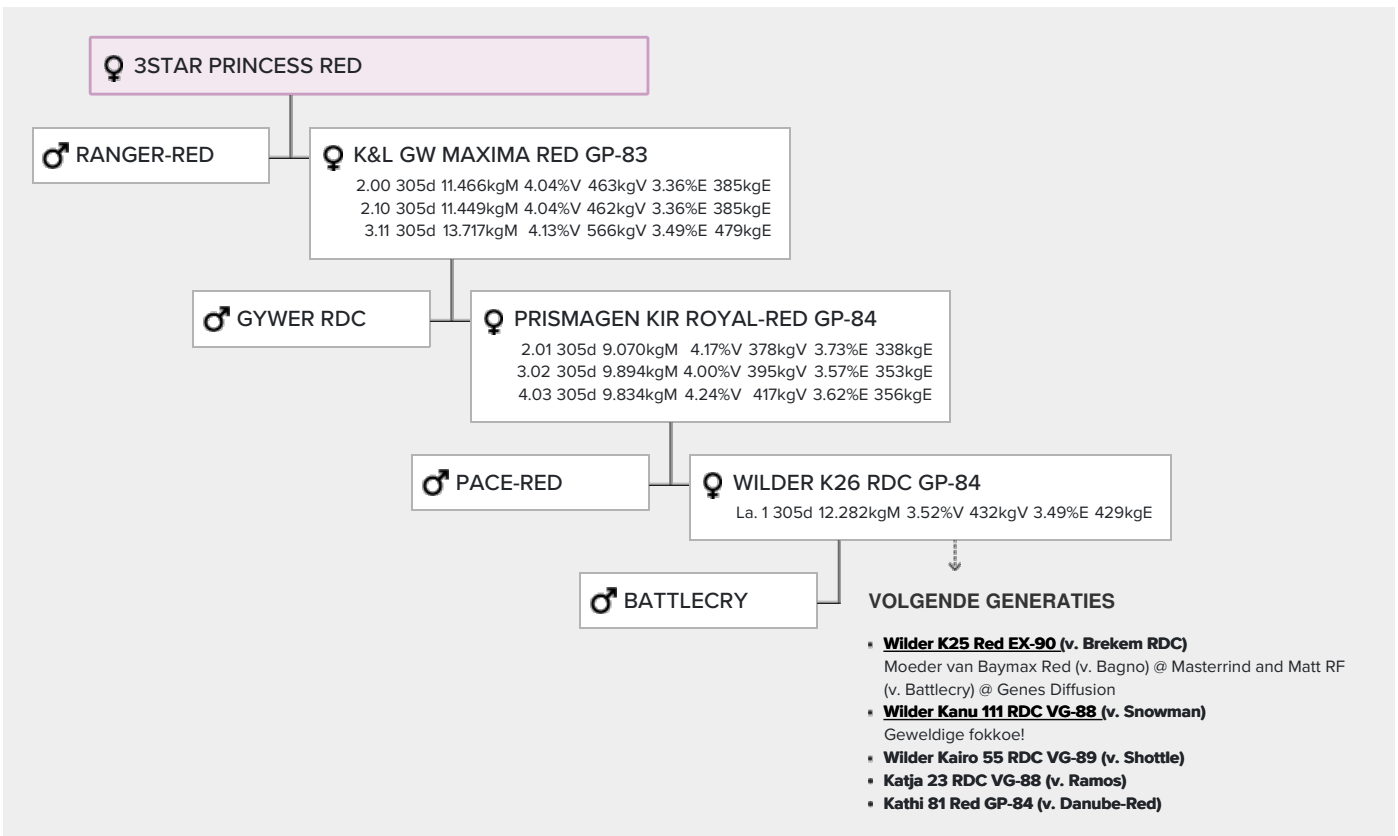 3STAR PRINCESS RED
RANGER-RED
K&L GW MAXIMA RED GP-83
2.00 305d 11.466kgM 4.04%V 463kgV 3.36%E 385kgE
2.10 305d 11.449kgM 4.04%V 462kgV 3.36%E 385kgE
3.11 305d 13.717kgM 4.13%V 566kgV 3.49%E 479kgE
GYWER RDC
PRISMAGEN KIR ROYAL-RED GP-84
2.01 305d 9.070kgM 4.17%V 378kgV 3.73%E 338kgE
3.02 305d 9.894kgM 4.00%V 395kgV 3.57%E 353kgE
4.03 305d 9.834kgM 4.24%V 417kgV 3.62%E 356kgE
PACE-RED
WILDER K26 RDC GP-84
La. 1 305d 12.282kgM 3.52%V 432kgV 3.49%E 429kgE
BATTLECRY
VOLGENDE GENERATIES
Wilder K25 Red EX-90 (v. Brekem RDC)
Moeder van Baymax Red (v. Bagno) @ Masterrind and Matt RF
(v. Battlecry) @ Genes Diffusion
Wilder Kanu 111 RDC VG-88 (v. Snowman)
Geweldige fokkoe!
Wilder Kairo 55 RDC VG-89 (v. Shottle)
Katja 23 RDC VG-88 (v. Ramos)
Kathi 81 Red GP-84 (v. Danube-Red)